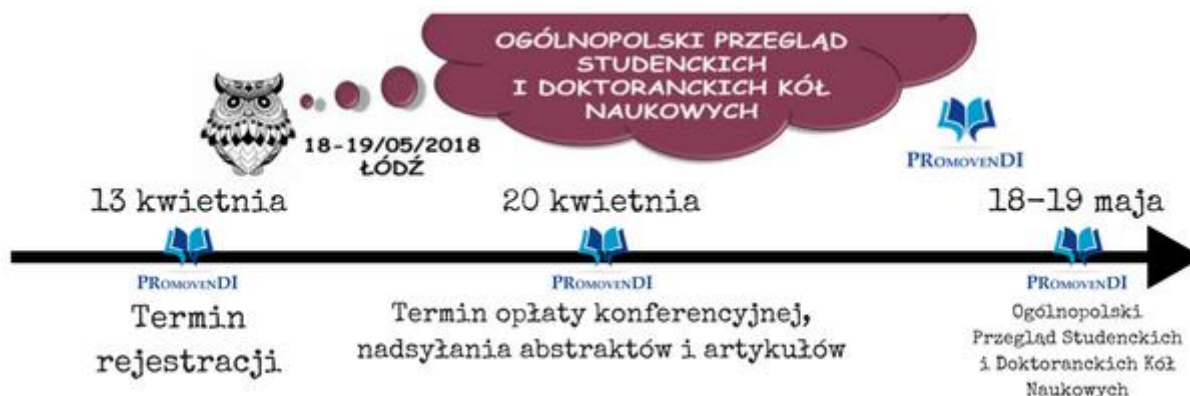 OGÓLNOPOLSKI PRZEGLĄD
STUDENCKICH
I DOKTORANCKICH KÓŁ
NAUKOWYCH
18-19/05/2018
ŁÓDŹ
PROMOVENDI
13 kwietnia
20 kwietnia
18-19 maja
PROMOVENDI
PROMOVENDI
PROMOVENDI
Termin
rejestracji
Termin opłaty konferencyjnej,
nadsyłania abstraktów i artykułów
Ogólnopolski
Przegląd Studenckich
i Doktoranckich Kół
Naukowych